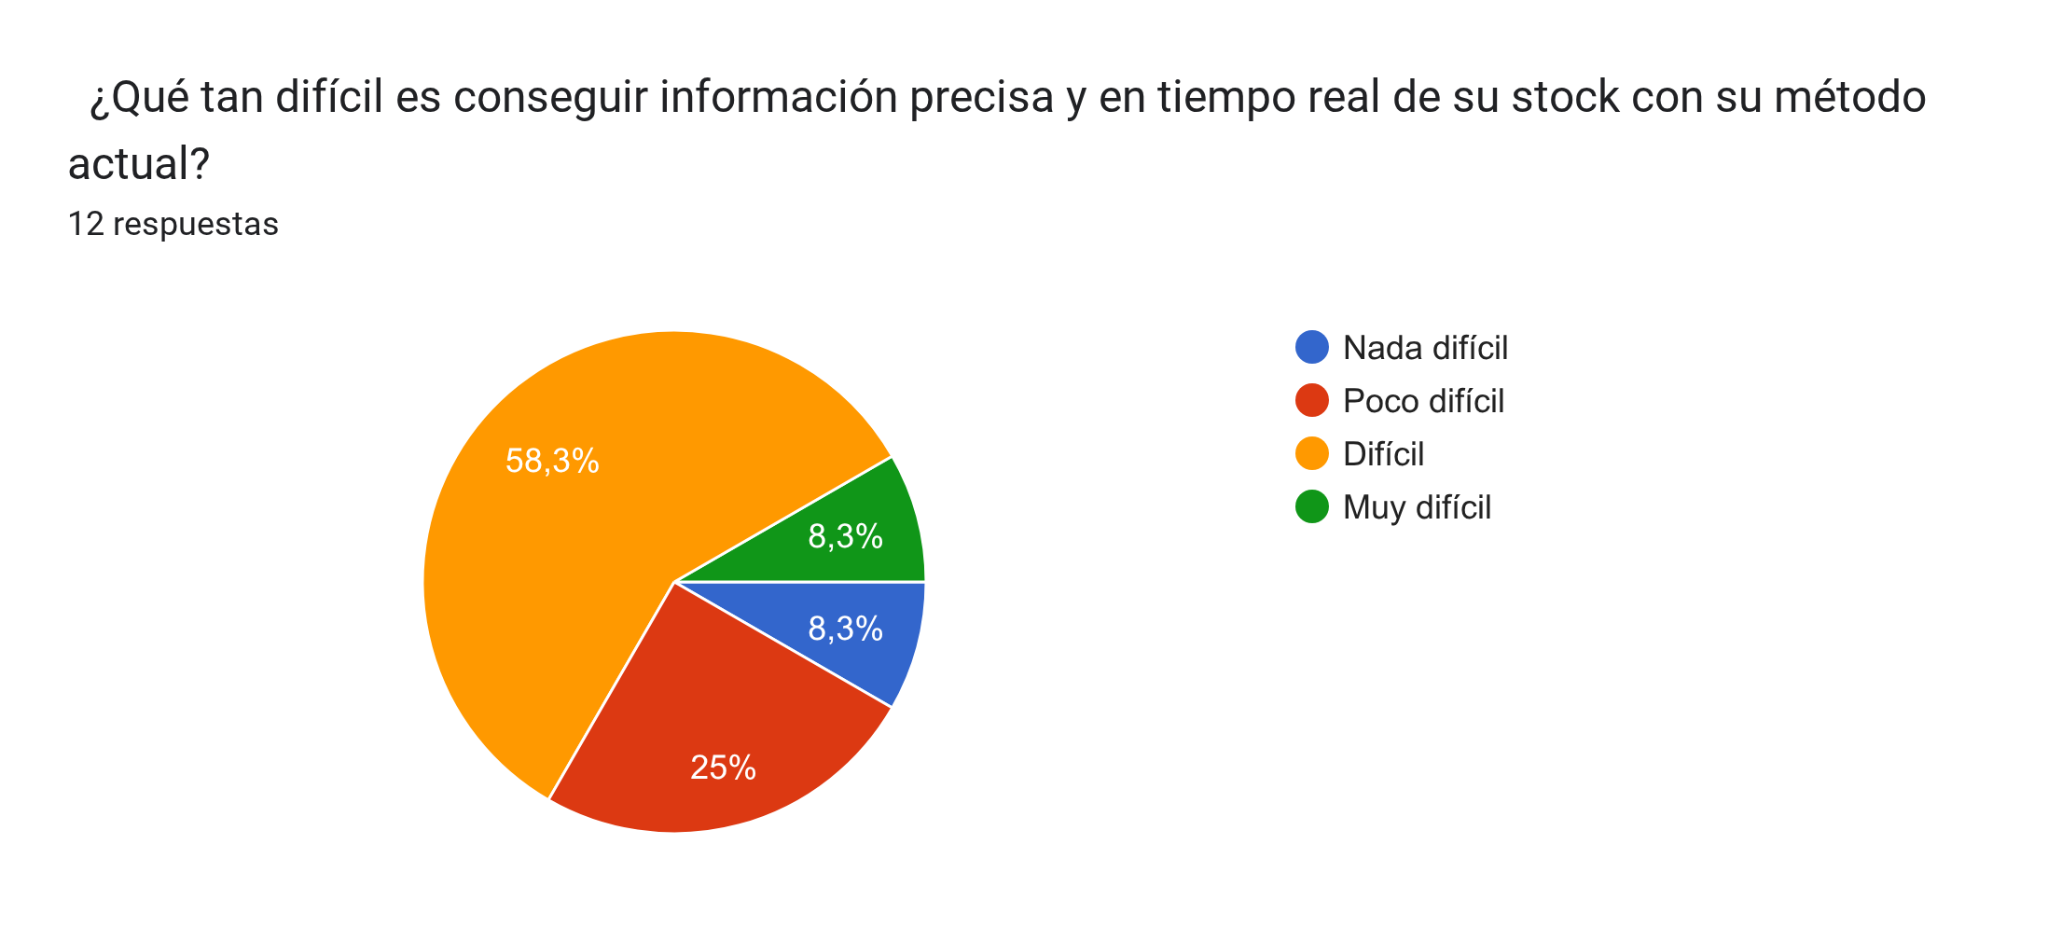 ¿Qué tan difícil es conseguir información precisa y en tiempo real de su stock con su método
actual?
12 respuestas
58,3%
8,3%
8,3%
25%
Nada difícil
Poco difícil
Difícil
Muy difícil